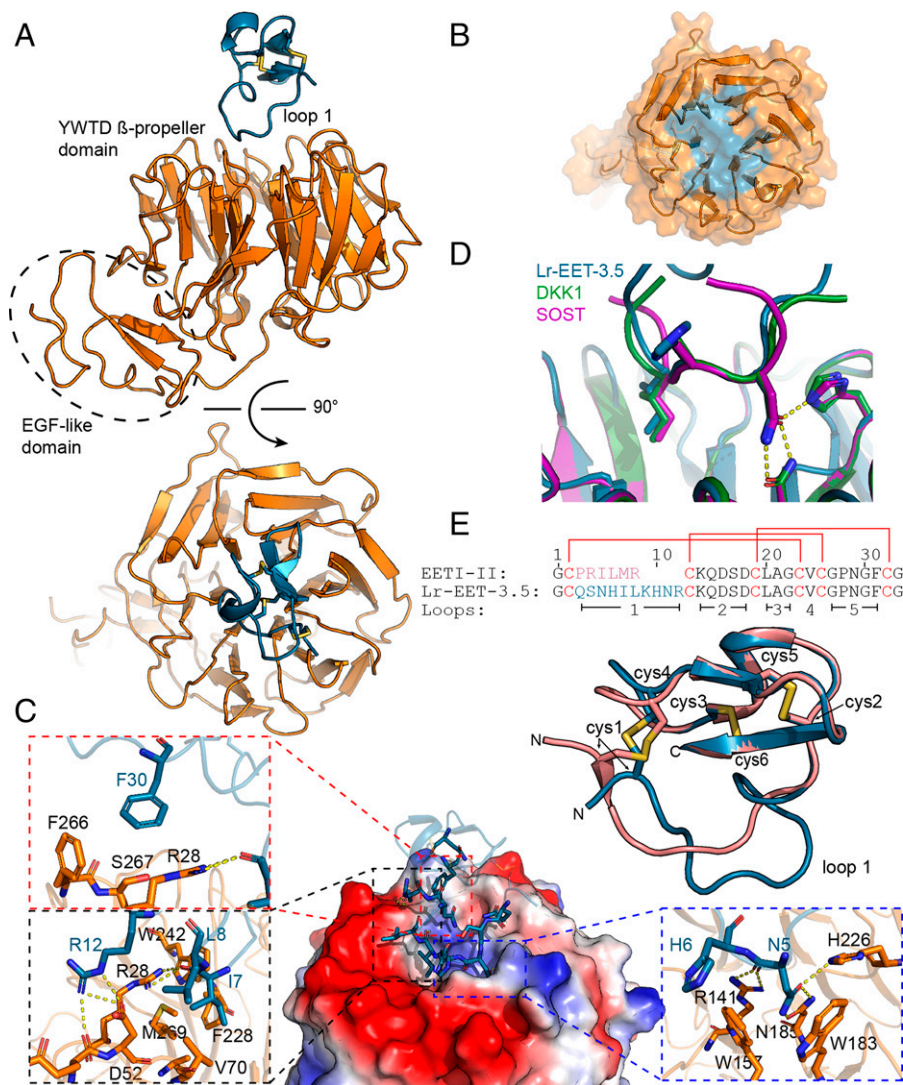 A
loop 1
YWTD ß-propeller
domain
EGF-like
domain
90°
B
D
Lr-EET-3.5
DKK1
SOST
E
1 10 20 30
EETI-II: GCPRILMR CKQDSDCLAGCVCGPNGFCG
Lr-EET-3.5: GCQSNHILKHNRCKQDSDCLAGCVCGPNGFCG
Loops: 1 2 3 4 5
cys5
cys4
cys3
cys2
cys1
N
C
cys6
N
loop 1
C
F30
F266
S267 R28
R12
W242
L8
R28
I7
M269
F228
D52
V70
H6
N5
H226
R141
N185
W183
W157